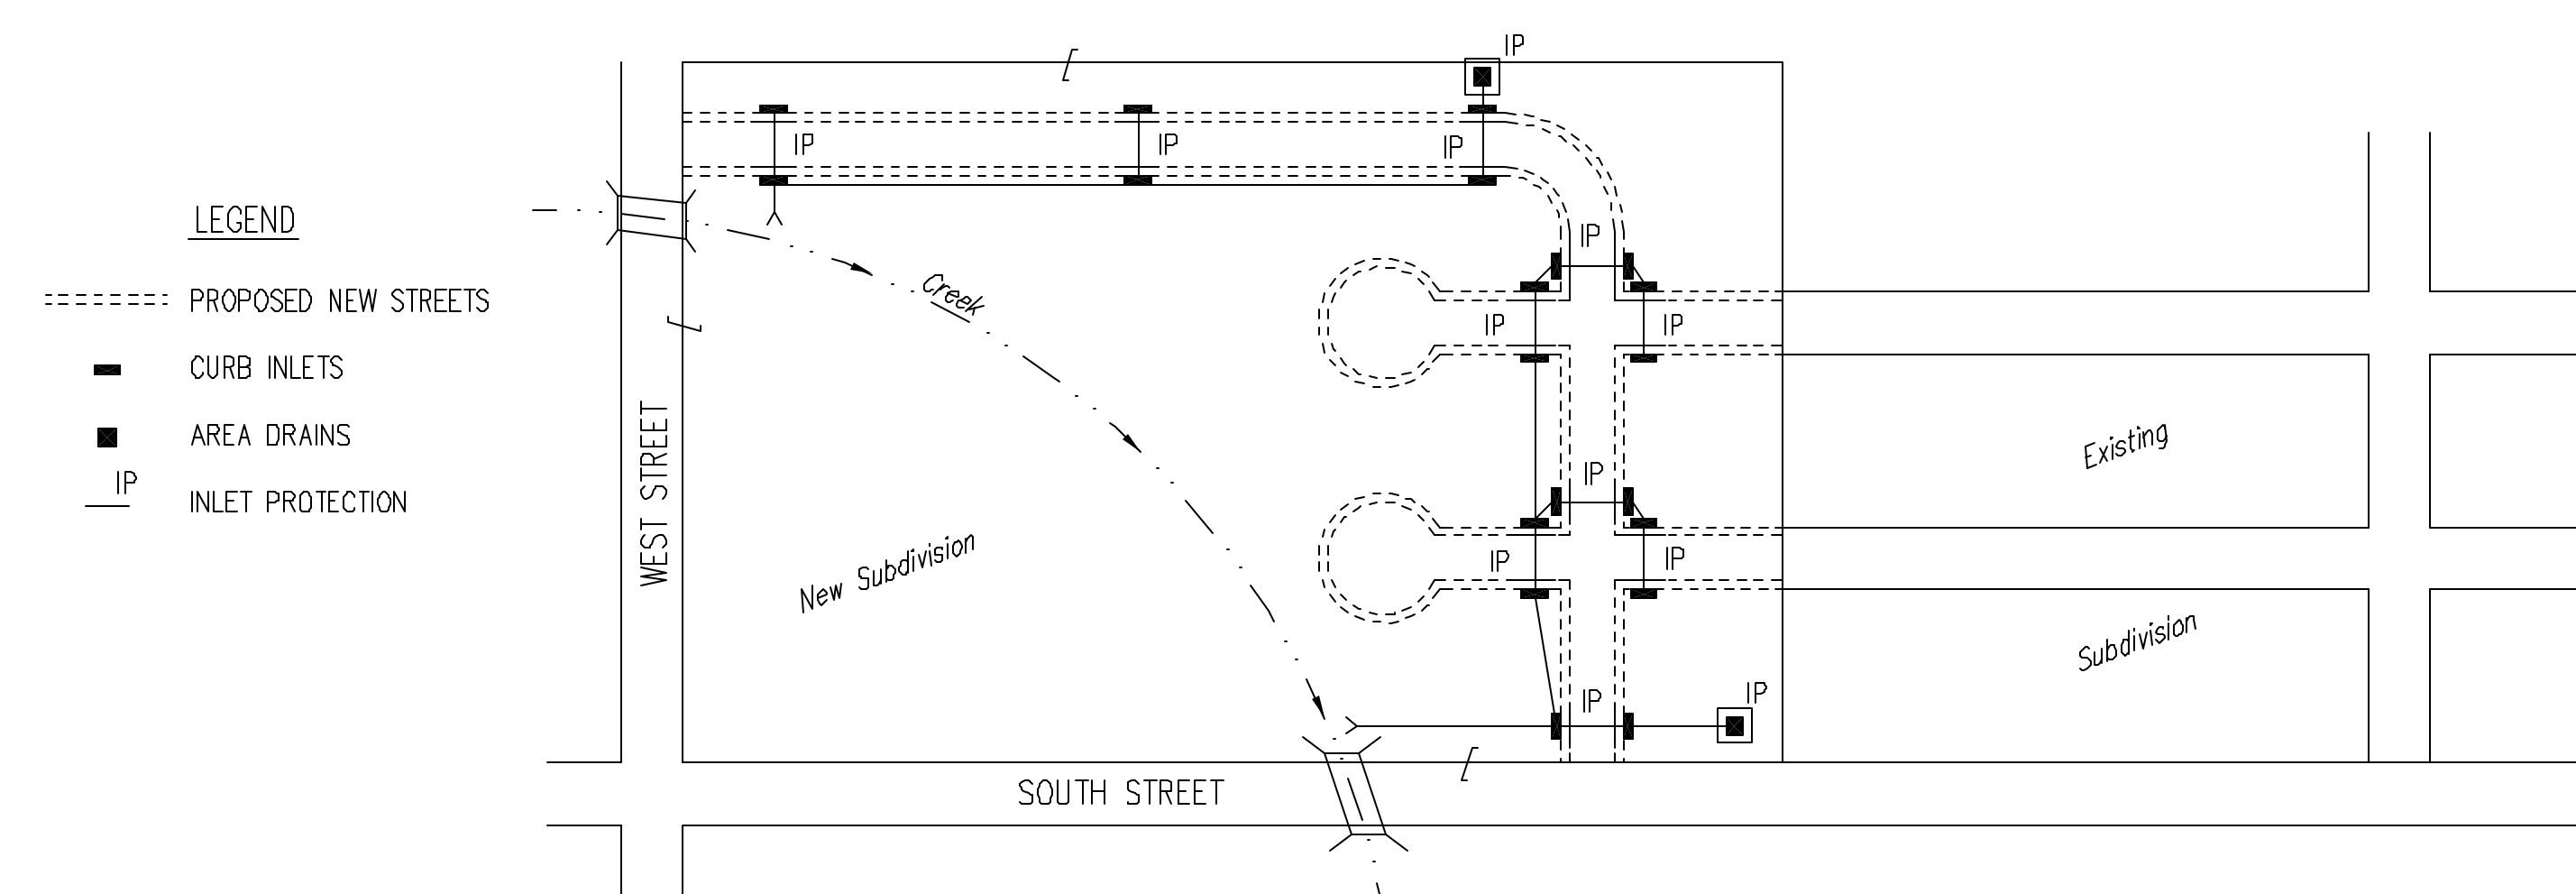 IP
IP
IP
IP
LEGEND
IP
Creek
PROPOSED NEW STREETS
IP
IP
CURB INLETS
AREA DRAINS
Existing
IP
IP
INLET PROTECTION
WEST STREET
New Subdivision
IP
IP
Subdivision
IP
IP
SOUTH STREET